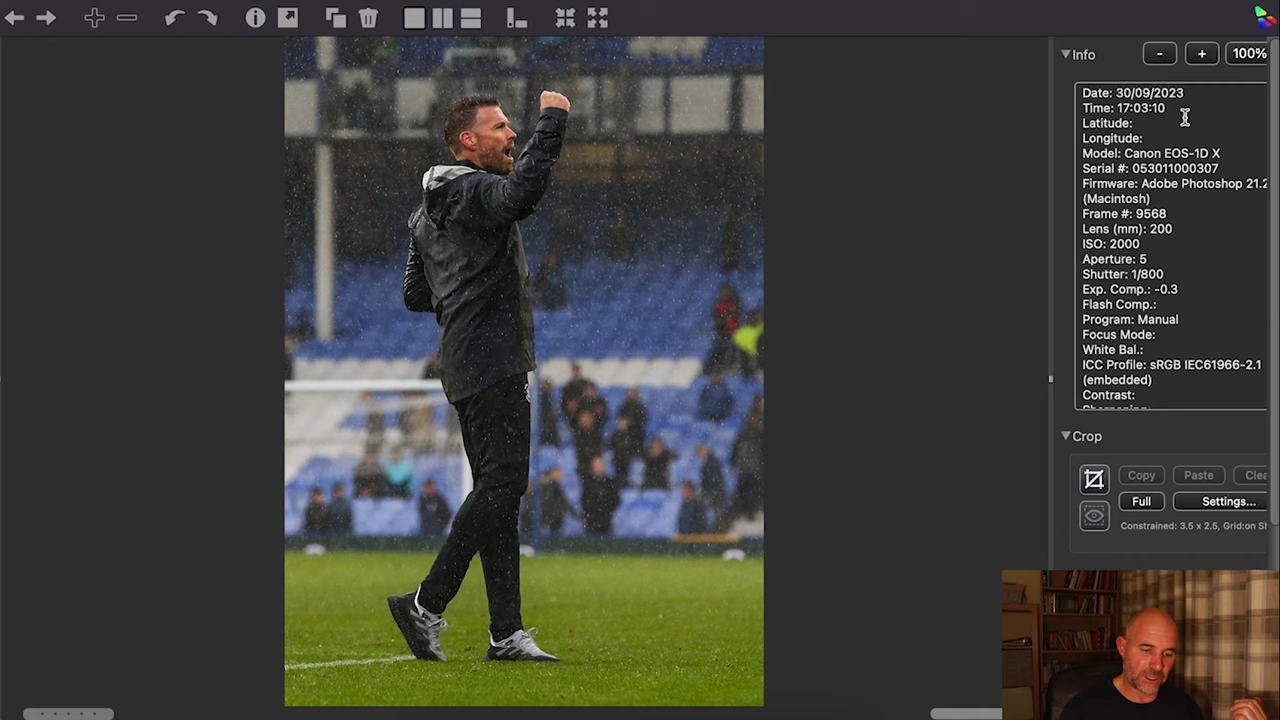 Info
-
+
100%
Date: 30/09/2023
Time: 17:03:10
Latitude:
Longitude:
Model: Canon EOS-1D X
Serial #: 053011000307
Firmware: Adobe Photoshop 21.2
(Macintosh)
Frame #: 9568
Lens (mm): 200
ISO: 2000
Aperture: 5
Shutter: 1/800
Exp. Comp.: -0.3
Flash Comp.:
Program: Manual
Focus Mode:
White Bal.:
ICC Profile: sRGB IEC61966-2.1
(embedded)
Contrast:
Crop
Copy Paste Clea
Full Settings...
Constrained: 3.5 x 2.5, Grid:on Sh